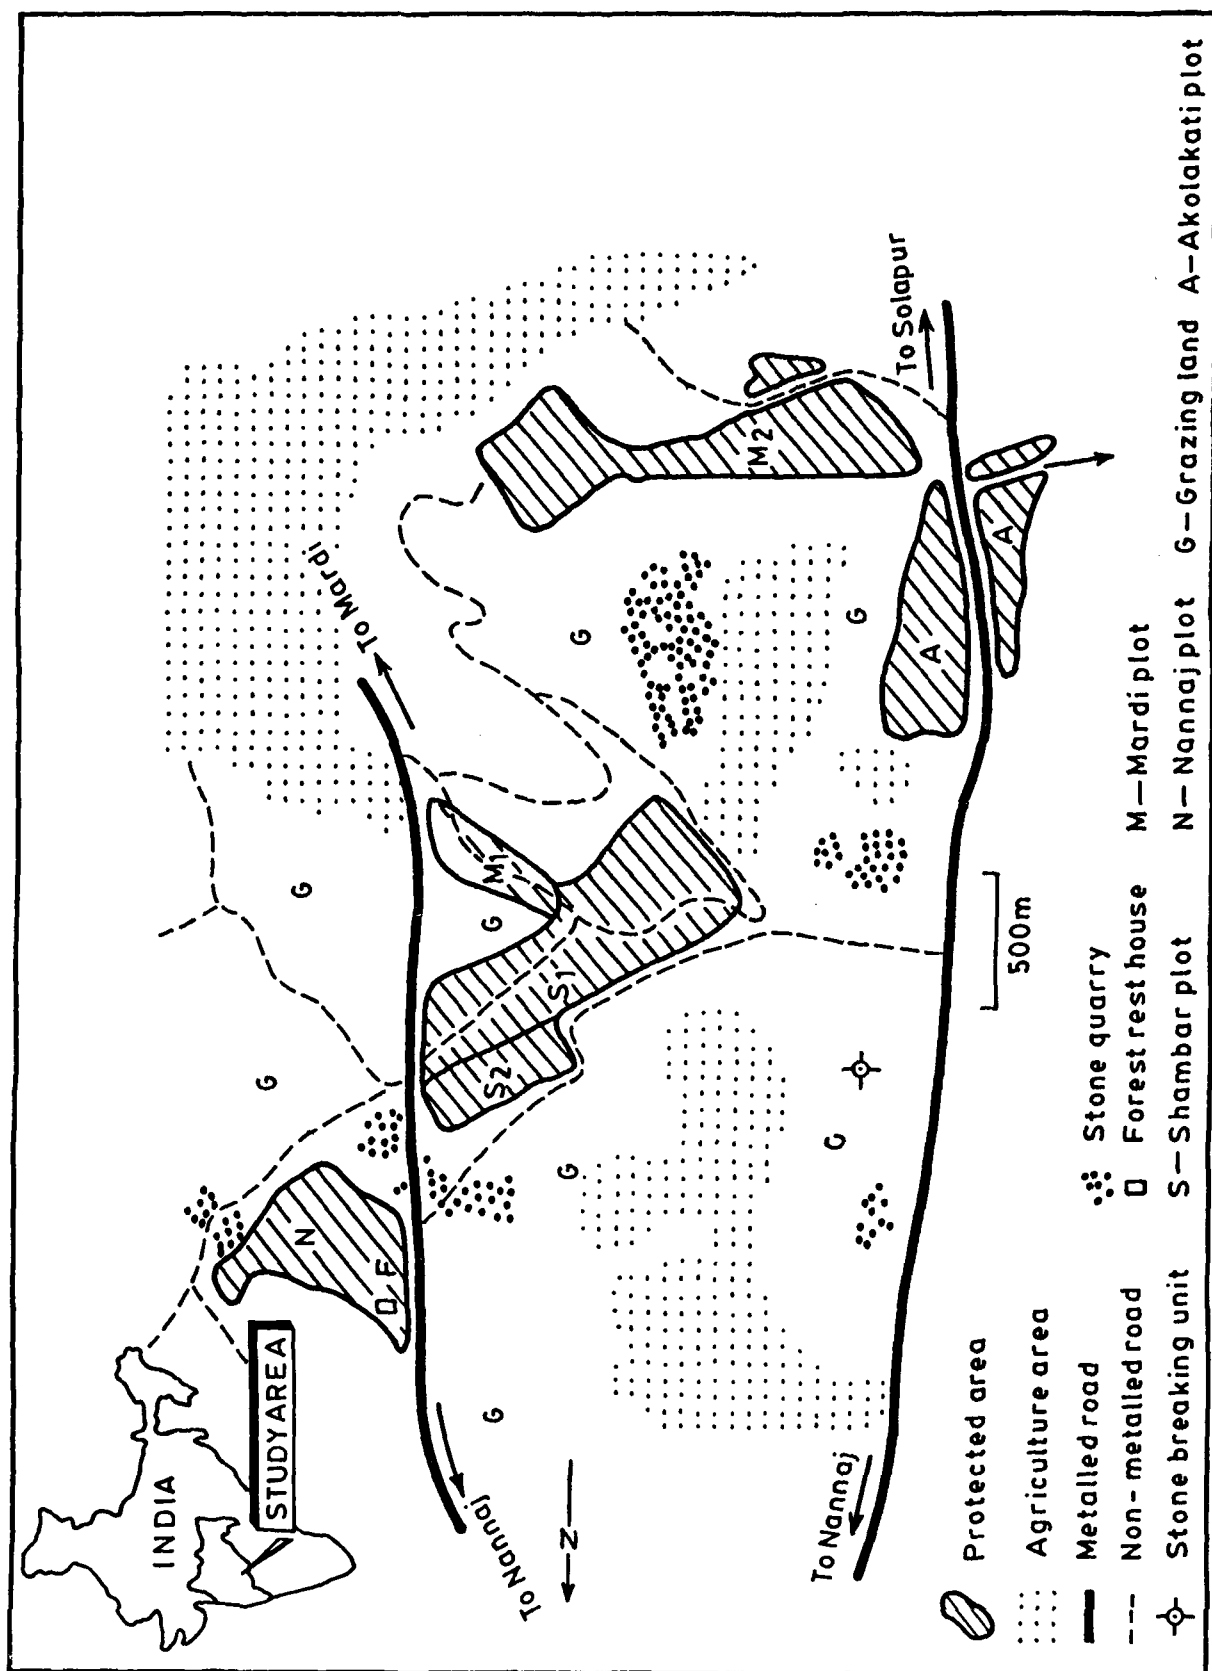 INDIA
STUDY AREA
To Nannaj
N
To Nannaj
To Mardi
To Solapur
N
F
G
G
G
G
G
G
G
G
G
S2
S1
M1
M2
A
A
500m
Protected area
Agriculture area
Metalled road
Non-metalled road
Stone breaking unit
Stone quarry
Forest rest house
S-Shambar plot
M-Mardi plot
N-Nannaj plot
G-Grazing land
A-Akolakati plot